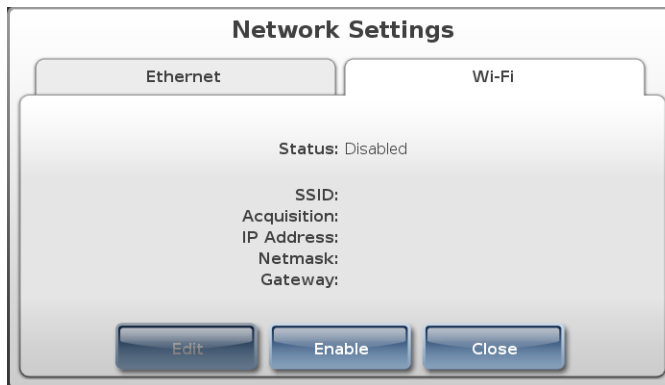 Network Settings
Ethernet Wi-Fi
Status: Disabled
SSID:
Acquisition:
IP Address:
Netmask:
Gateway:
Edit Enable Close